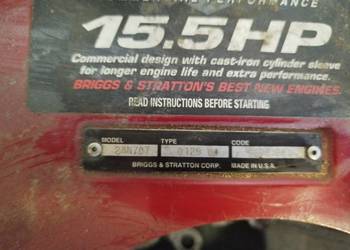 PERFORMANCE
15.5HP
Commercial design with cast-iron cylinder sleeve
for longer engine life and extra performance.
BRIGGS & STRATTON'S BEST NEW ENGINES.
READ INSTRUCTIONS BEFORE STARTING
MODEL TYPE CODE
BRIGGS & STRATTON CORP. MADE IN U.S.A.